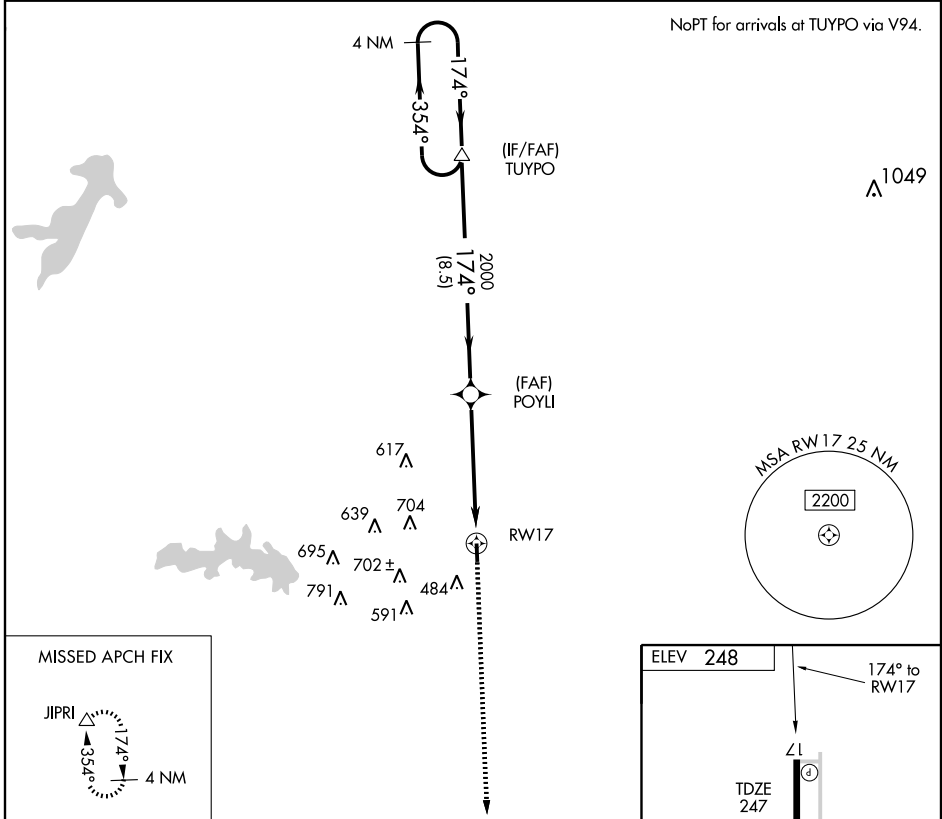 NoPT for arrivals at TUYPO via V94.
4 NM
174°
354°
(IF/FAF)
TUYPO
1049
2000
174°
(8.5)
(FAF)
POYLI
617
639
704
695
702 ±
791
591
484
RW17
MSA RW17 25 NM
2200
MISSED APCH FIX
JIPRI
174°
354°
4 NM
ELEV 248
174° to
RW17
17
P
TDZE
247